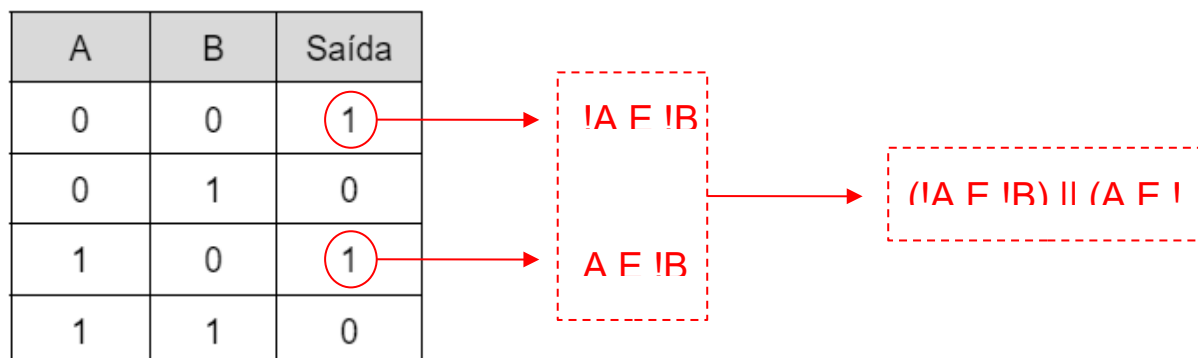 A B Saída
0 0 1
0 1 0
1 0 1
1 1 0
!A E !B
A E !B
(!A E !B) || (A E !